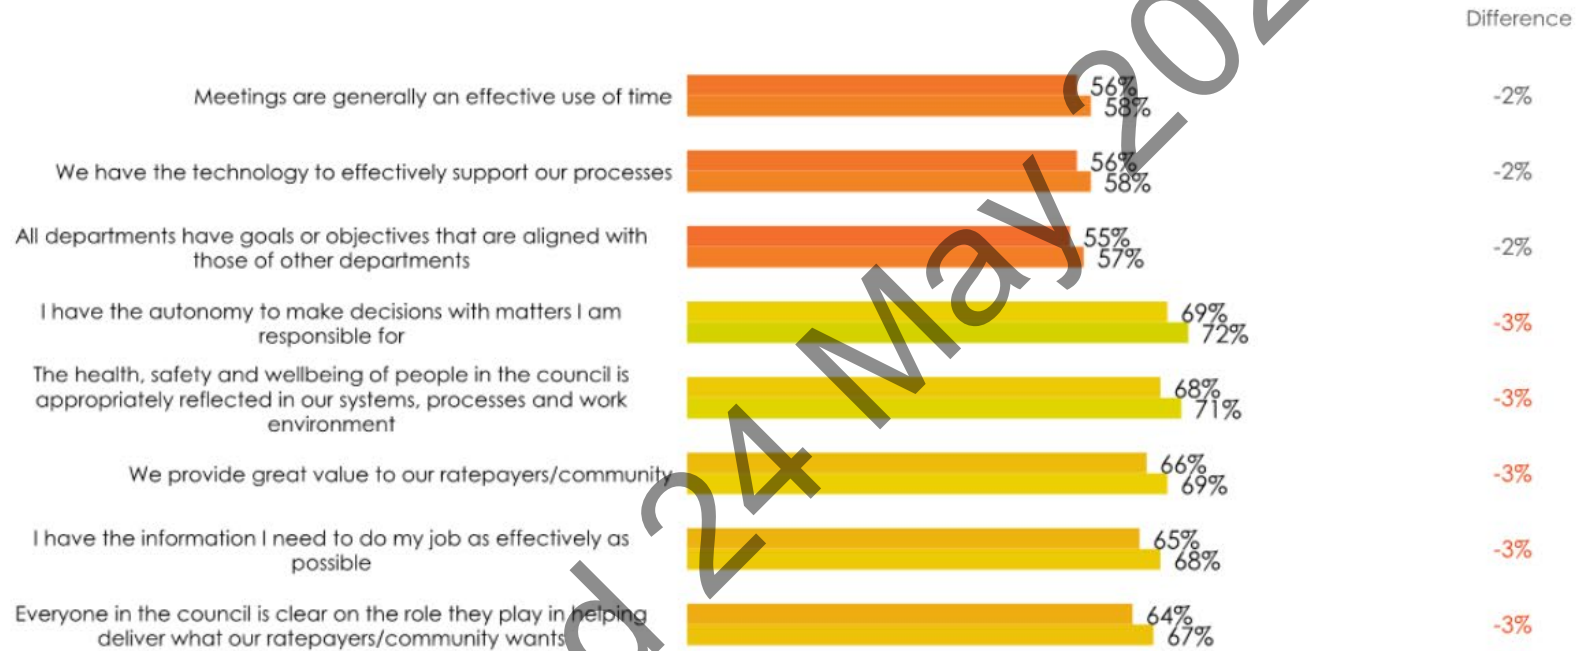 Difference
Meetings are generally an effective use of time
56%
58%
-2%
We have the technology to effectively support our processes
56%
58%
-2%
All departments have goals or objectives that are aligned with
those of other departments
55%
57%
-2%
I have the autonomy to make decisions with matters I am
responsible for
69%
72%
-3%
The health, safety and wellbeing of people in the council is
appropriately reflected in our systems, processes and work
environment
68%
71%
-3%
We provide great value to our ratepayers/community
66%
69%
-3%
I have the information I need to do my job as effectively as
possible
65%
68%
-3%
Everyone in the council is clear on the role they play in helping
deliver what our ratepayers/community wants
64%
67%
-3%
24 May